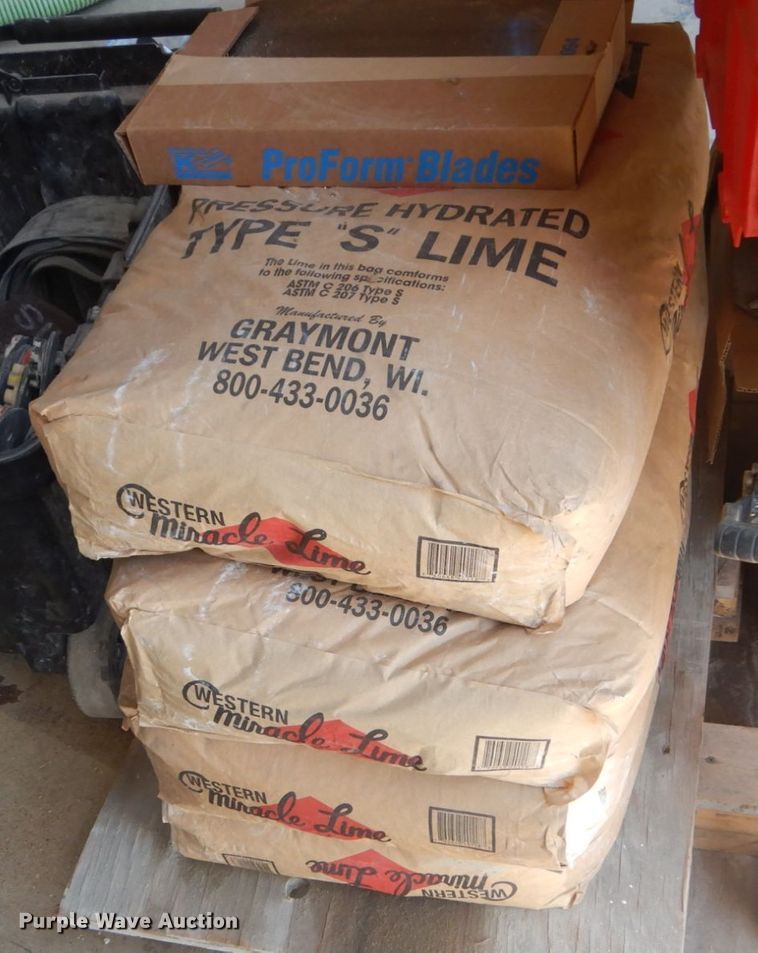 ProForm Blades
PRESSURE HYDRATED
TYPE "S" LIME
The Lime in this bag comforms
to the following specifications:
ASTM C 206 Type S
ASTM C 207 Type S
Manufactured By
GRAYMONT
WEST BEND, WI.
800-433-0036
WESTERN
Miracle Lime
800-433-0036
WESTERN
Miracle Lime
WESTERN
Miracle Lime
WESTERN
Miracle Lime
Purple Wave Auction